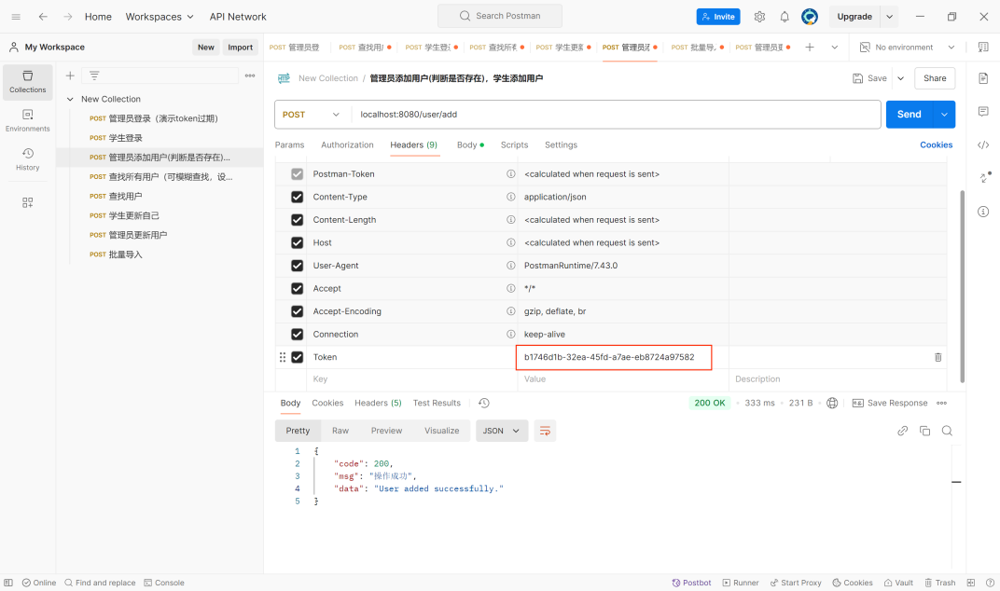 Home Workspaces API Network Search Postman Invite Upgrade
My Workspace New Import
POST 管理员登 POST 查找用户 POST 学生登录 POST 查找所有 POST 学生更新 POST 管理员添 POST 批量导入 POST 管理员更 No environment
Collections
Environments
History
New Collection
POST 管理员登录（演示token过期）
POST 学生登录
POST 管理员添加用户(判断是否存在)...
POST 查找所有用户（可模糊查找，设...
POST 查找用户
POST 学生更新自己
POST 管理员更新用户
POST 批量导入
HTTP New Collection / 管理员添加用户(判断是否存在)，学生添加用户 Save Share
POST localhost:8080/user/add Send
Params Authorization Headers (9) Body Scripts Settings Cookies
Postman-Token <calculated when request is sent>
Content-Type application/json
Content-Length <calculated when request is sent>
Host <calculated when request is sent>
User-Agent PostmanRuntime/7.43.0
Accept */*
Accept-Encoding gzip, deflate, br
Connection keep-alive
Token b1746d1b-32ea-45fd-a7ae-eb8724a97582
Key Value Description
Body Cookies Headers (5) Test Results 200 OK 333 ms 231 B Save Response
Pretty Raw Preview Visualize JSON
1 {
2 "code": 200,
3 "msg": "操作成功",
4 "data": "User added successfully."
5 }
Online Find and replace Console Postbot Runner Start Proxy Cookies Vault Trash